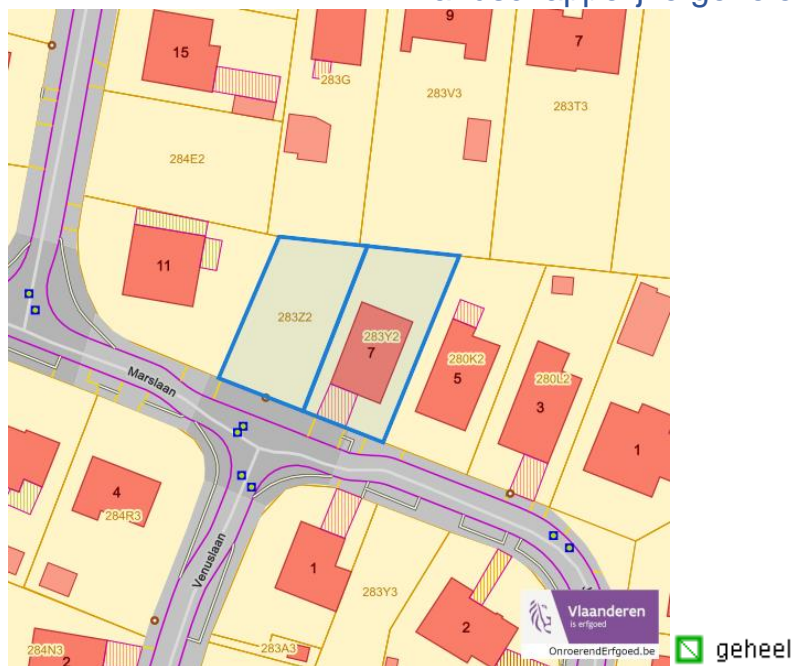 9
15
7
283G
283V3
283T3
284E2
11
283Z2
283Y2
7
280K2
5
280L2
3
1
Marslaan
4
284R3
Venuslaan
1
283Y3
2
283A3
284N3
2
Vlaanderen
is erfgoed
OnroerendErfgoed.be
geheel